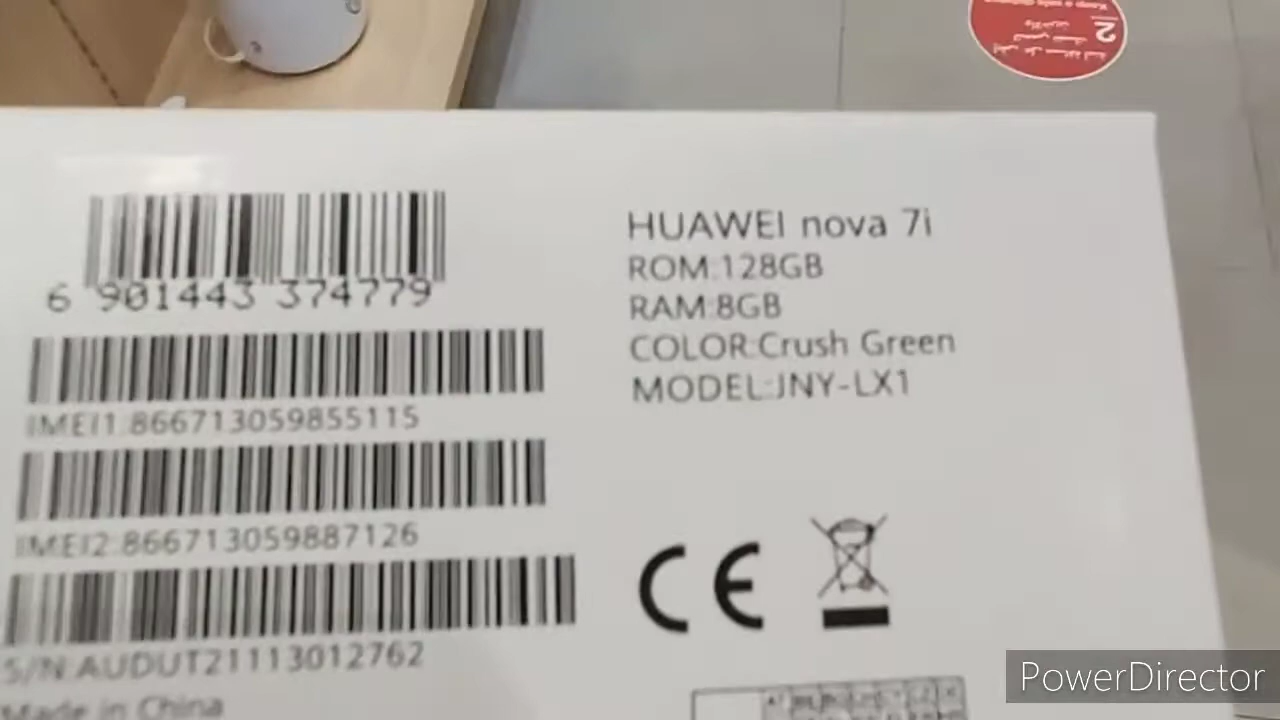 2
6 901443 374779
IMEI1:866713059855115
IMEI2:866713059887126
S/N:AUDUT21113012762
Made in China
HUAWEI nova 7i
ROM:128GB
RAM:8GB
COLOR:Crush Green
MODEL:JNY-LX1
CE
PowerDirector